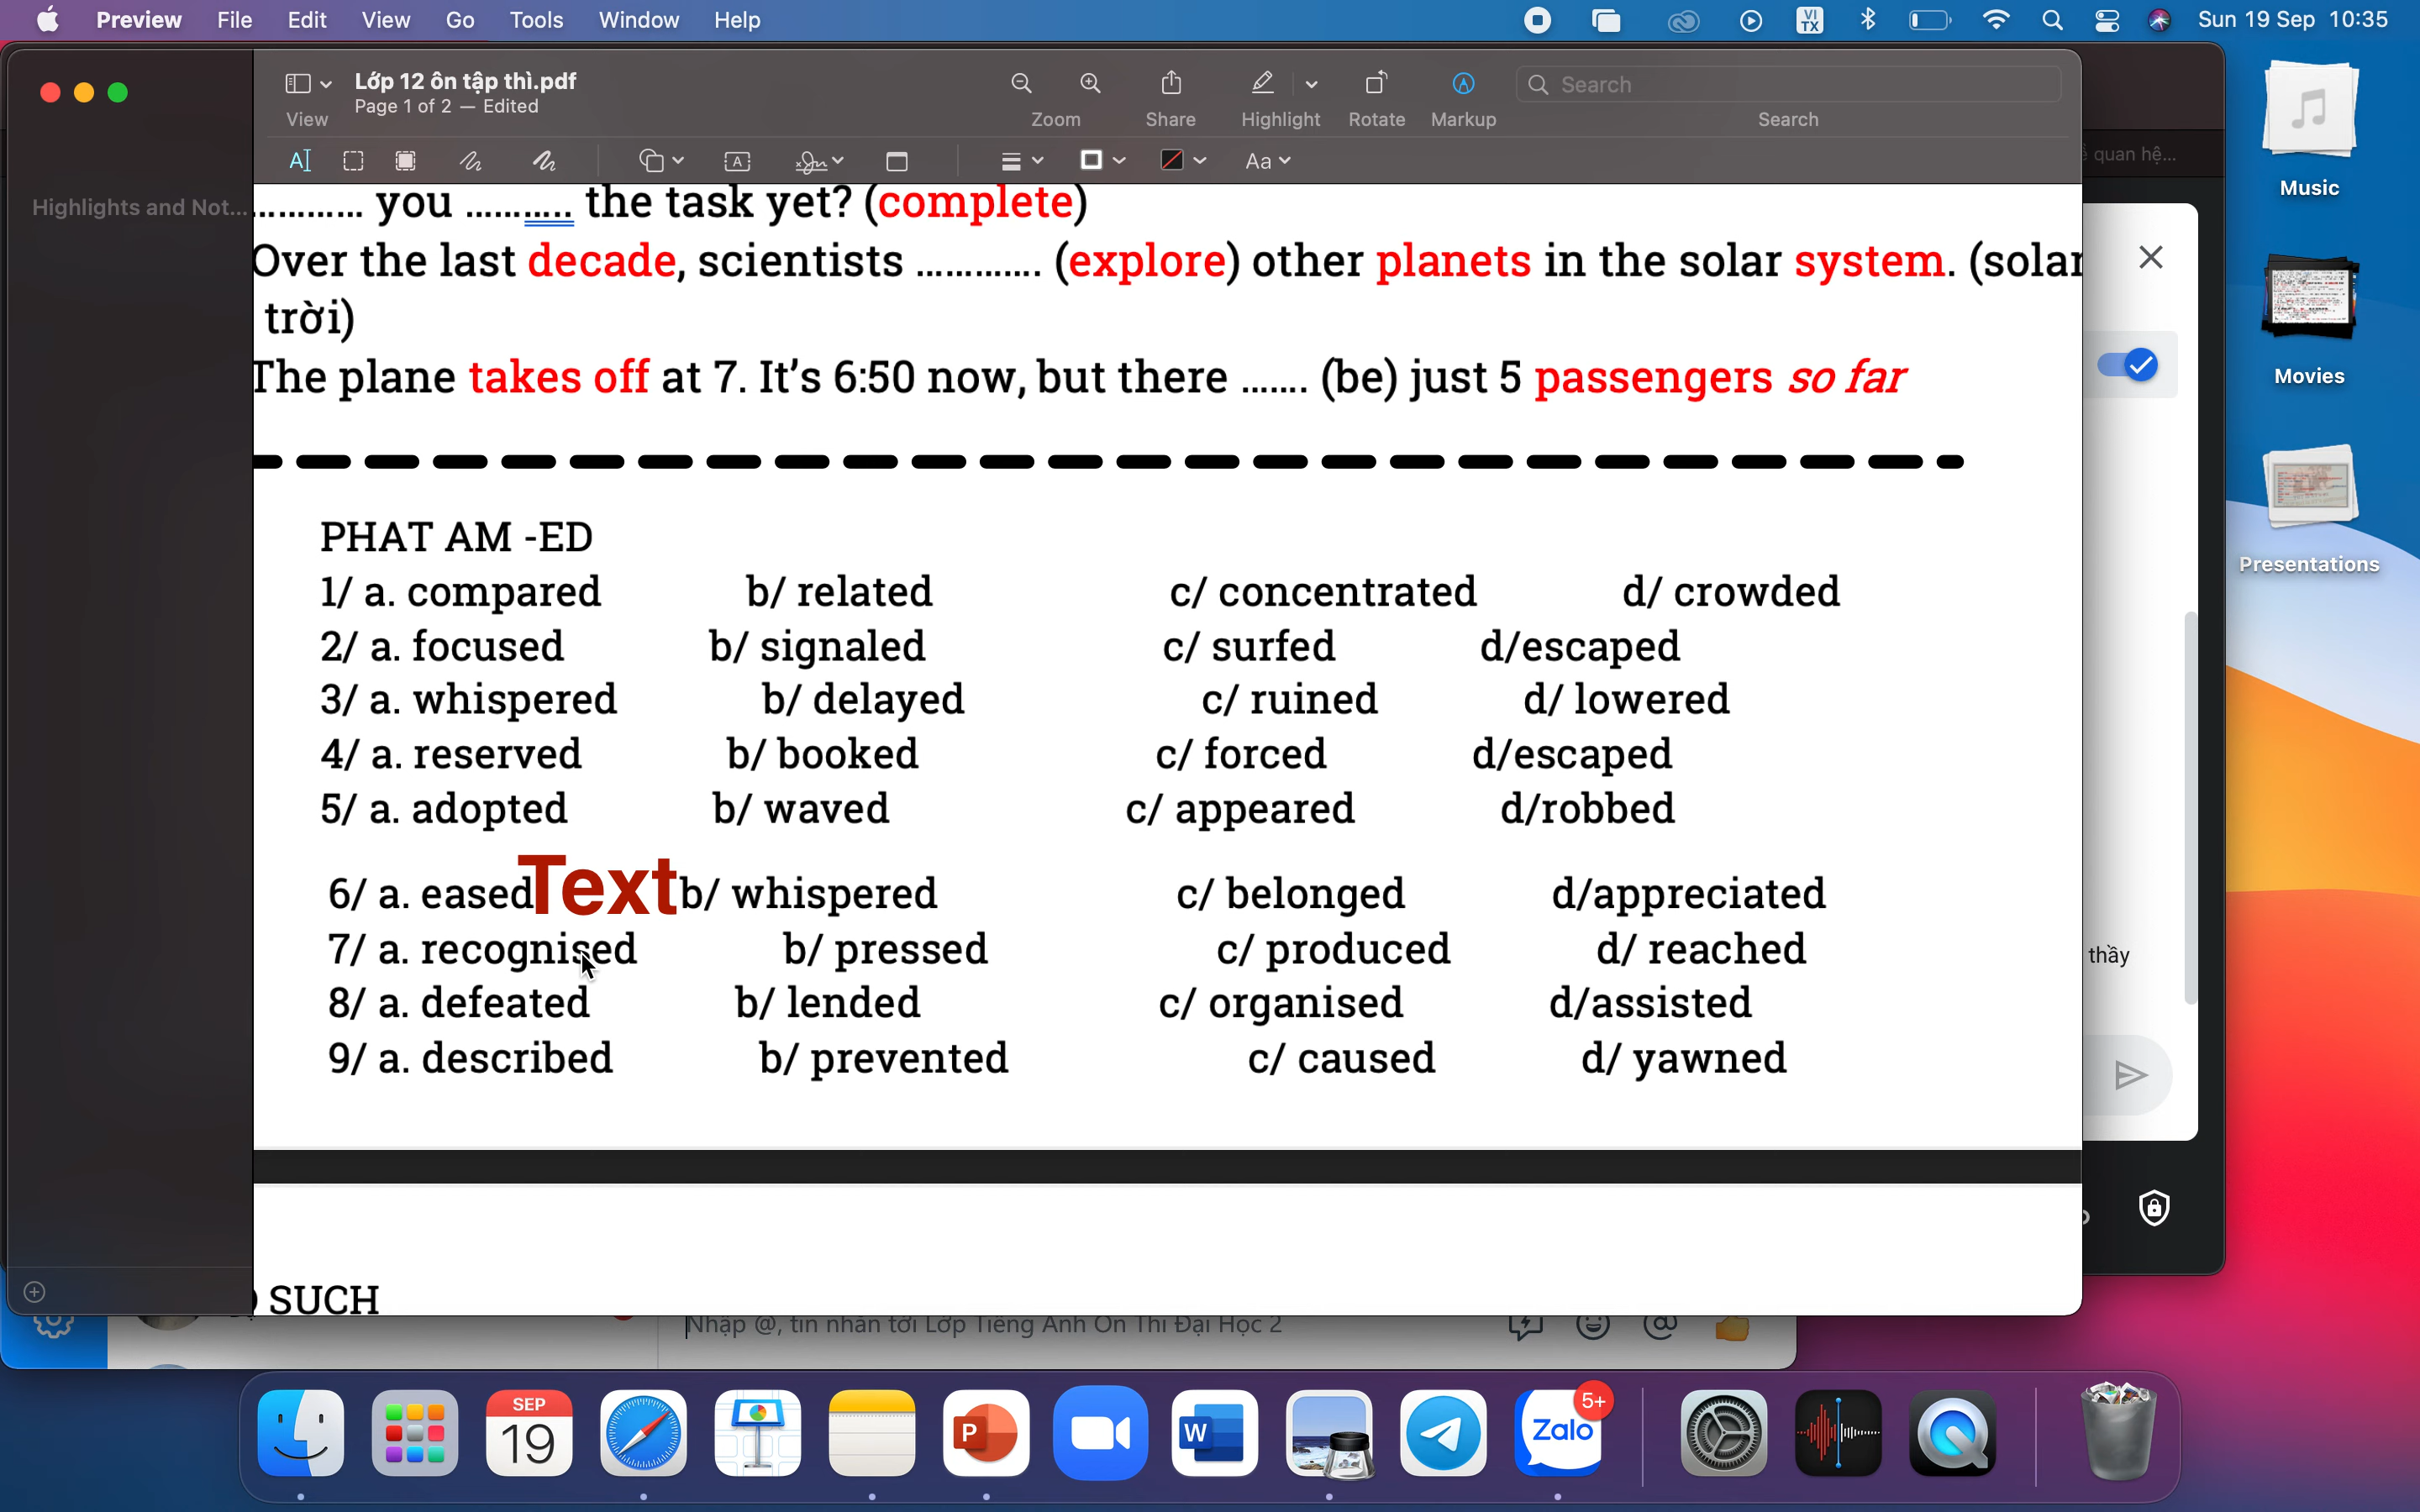 Preview File Edit View Go Tools Window Help VI TX Sun 19 Sep 10:35
Lớp 12 ôn tập thì.pdf
Page 1 of 2 — Edited
View Zoom Share Highlight Rotate Markup Search
Search
Aa
Highlights and Not...
............. you ........... the task yet? (complete)
Over the last decade, scientists ............. (explore) other planets in the solar system. (solar
trời)
The plane takes off at 7. It's 6:50 now, but there ....... (be) just 5 passengers so far
PHAT AM -ED
1/ a. compared b/ related c/ concentrated d/ crowded
2/ a. focused b/ signaled c/ surfed d/escaped
3/ a. whispered b/ delayed c/ ruined d/ lowered
4/ a. reserved b/ booked c/ forced d/escaped
5/ a. adopted b/ waved c/ appeared d/robbed
Text
6/ a. eased b/ whispered c/ belonged d/appreciated
7/ a. recognised b/ pressed c/ produced d/ reached
8/ a. defeated b/ lended c/ organised d/assisted
9/ a. described b/ prevented c/ caused d/ yawned
SUCH
quan hệ...
thầy
Music
Movies
Presentations
Nhập @, tin nhắn tới Lớp Tiếng Anh Ôn Thi Đại Học 2
SEP
19
P
W
Zalo
5+